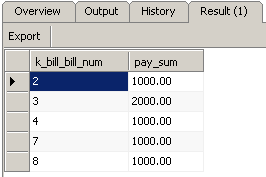 Overview Output History Result (1)
Export
k_bill_bill_num pay_sum
2 1000.00
3 2000.00
4 1000.00
7 1000.00
8 1000.00